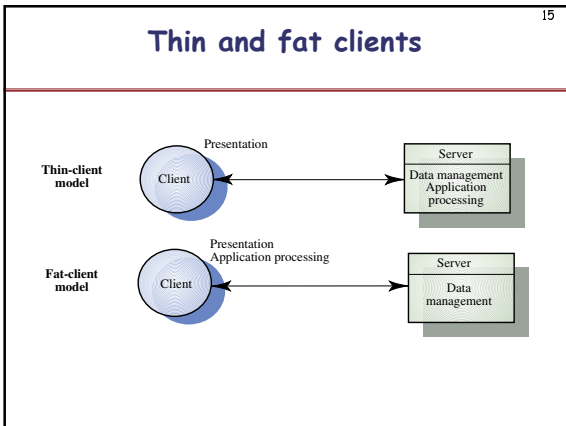 15
Thin and fat clients
Thin-client
model
Client
Presentation
Server
Data management
Application
processing
Fat-client
model
Client
Presentation
Application processing
Server
Data
management